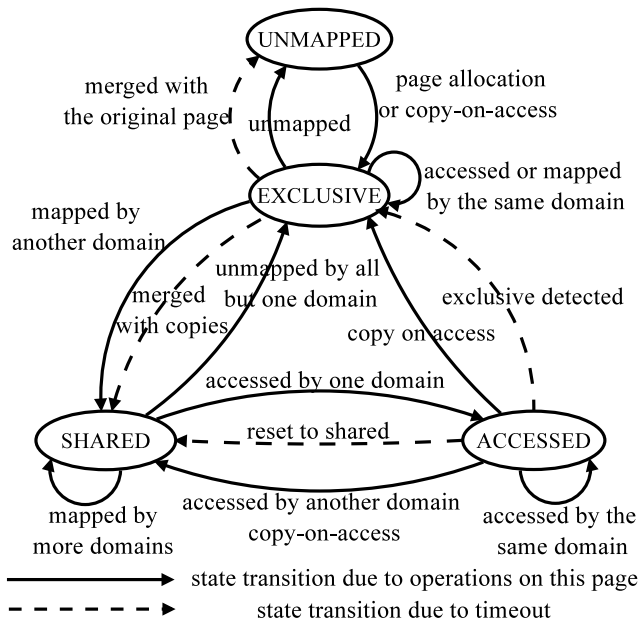 UNMAPPED
merged with
the original page
unmapped
page allocation
or copy-on-access
EXCLUSIVE
accessed or mapped
by the same domain
mapped by
another domain
merged
with copies
unmapped by all
but one domain
copy on access
exclusive detected
accessed by one domain
SHARED
reset to shared
ACCESSED
mapped by
more domains
accessed by another domain
copy-on-access
accessed by the
same domain
state transition due to operations on this page
state transition due to timeout